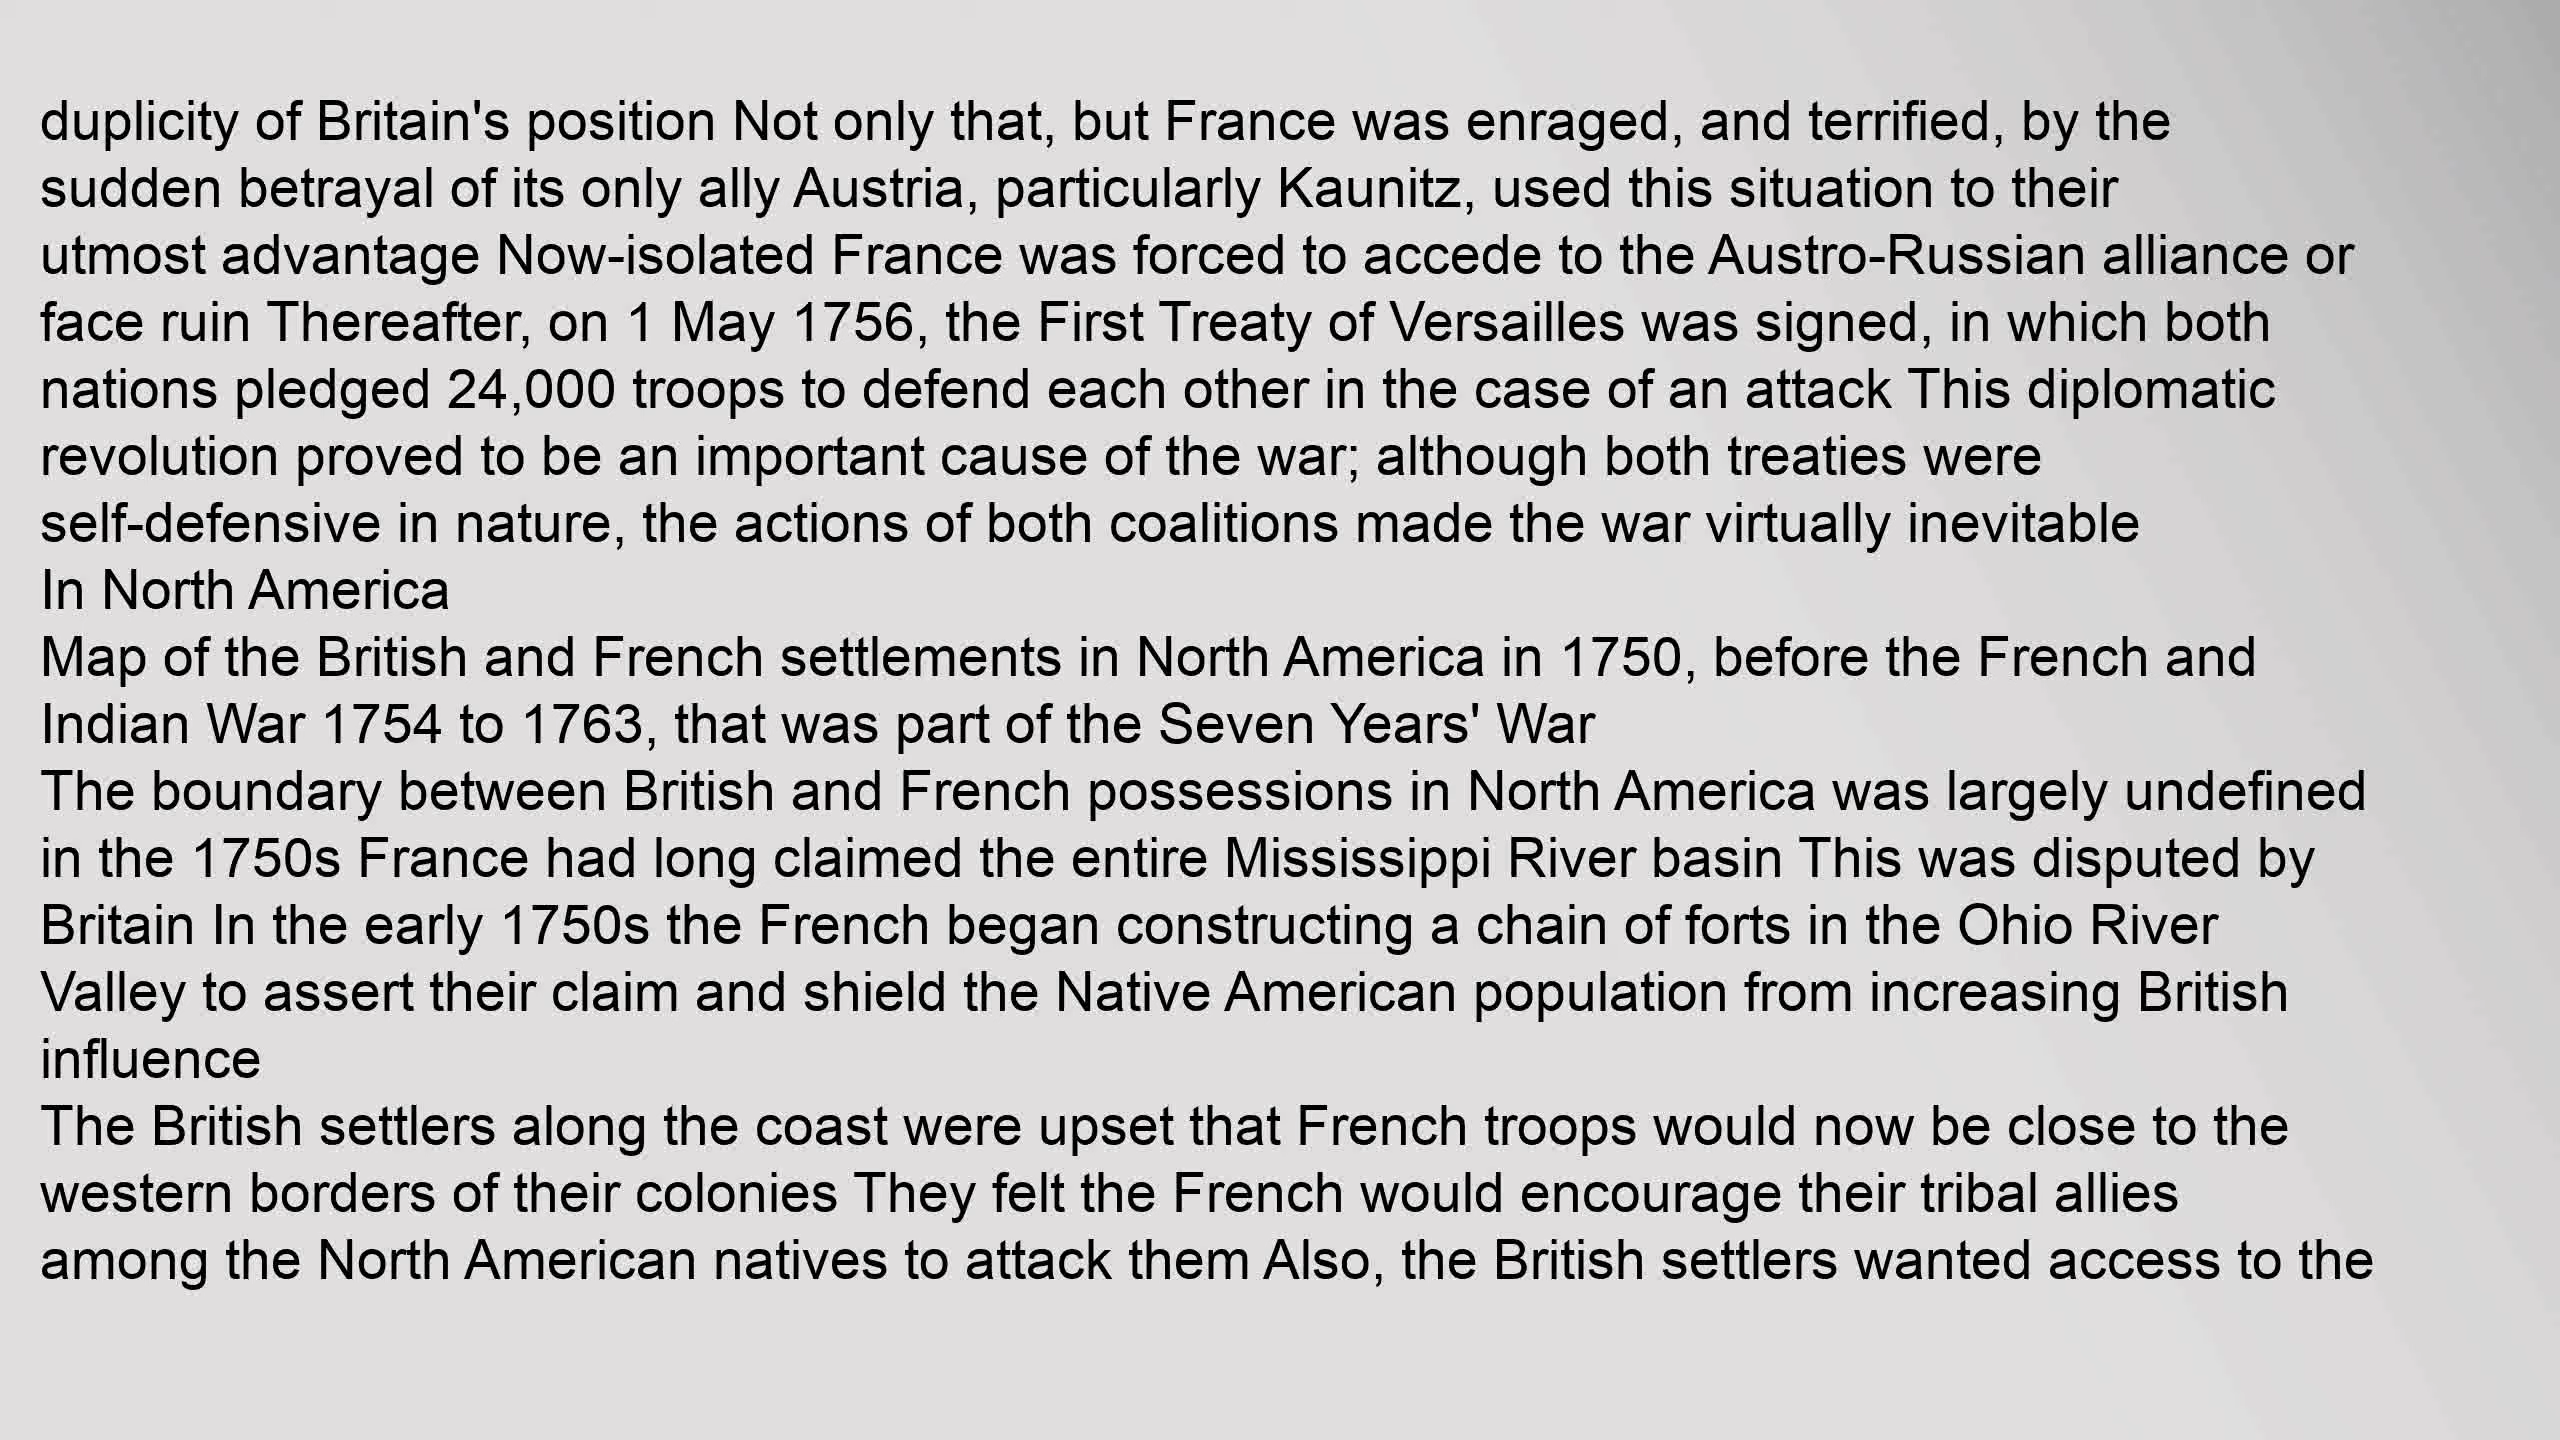 duplicity of Britain's position Not only that, but France was enraged, and terrified, by the
sudden betrayal of its only ally Austria, particularly Kaunitz, used this situation to their
utmost advantage Now-isolated France was forced to accede to the Austro-Russian alliance or
face ruin Thereafter, on 1 May 1756, the First Treaty of Versailles was signed, in which both
nations pledged 24,000 troops to defend each other in the case of an attack This diplomatic
revolution proved to be an important cause of the war; although both treaties were
self-defensive in nature, the actions of both coalitions made the war virtually inevitable
In North America
Map of the British and French settlements in North America in 1750, before the French and
Indian War 1754 to 1763, that was part of the Seven Years' War
The boundary between British and French possessions in North America was largely undefined
in the 1750s France had long claimed the entire Mississippi River basin This was disputed by
Britain In the early 1750s the French began constructing a chain of forts in the Ohio River
Valley to assert their claim and shield the Native American population from increasing British
influence
The British settlers along the coast were upset that French troops would now be close to the
western borders of their colonies They felt the French would encourage their tribal allies
among the North American natives to attack them Also, the British settlers wanted access to the